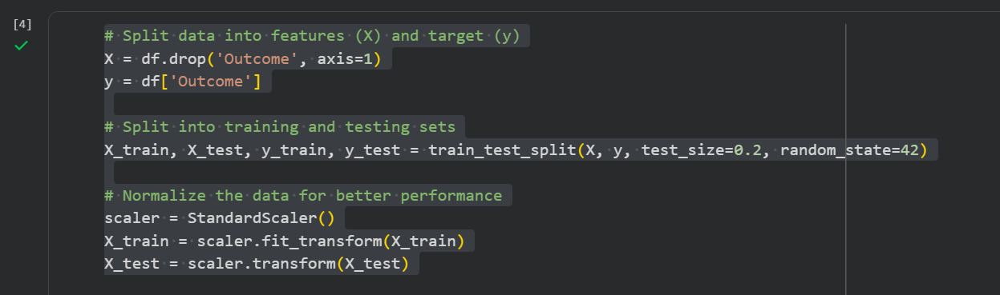 [4]
# Split data into features (X) and target (y)
X = df.drop('Outcome', axis=1)
y = df['Outcome']
# Split into training and testing sets
X_train, X_test, y_train, y_test = train_test_split(X, y, test_size=0.2, random_state=42)
# Normalize the data for better performance
scaler = StandardScaler()
X_train = scaler.fit_transform(X_train)
X_test = scaler.transform(X_test)